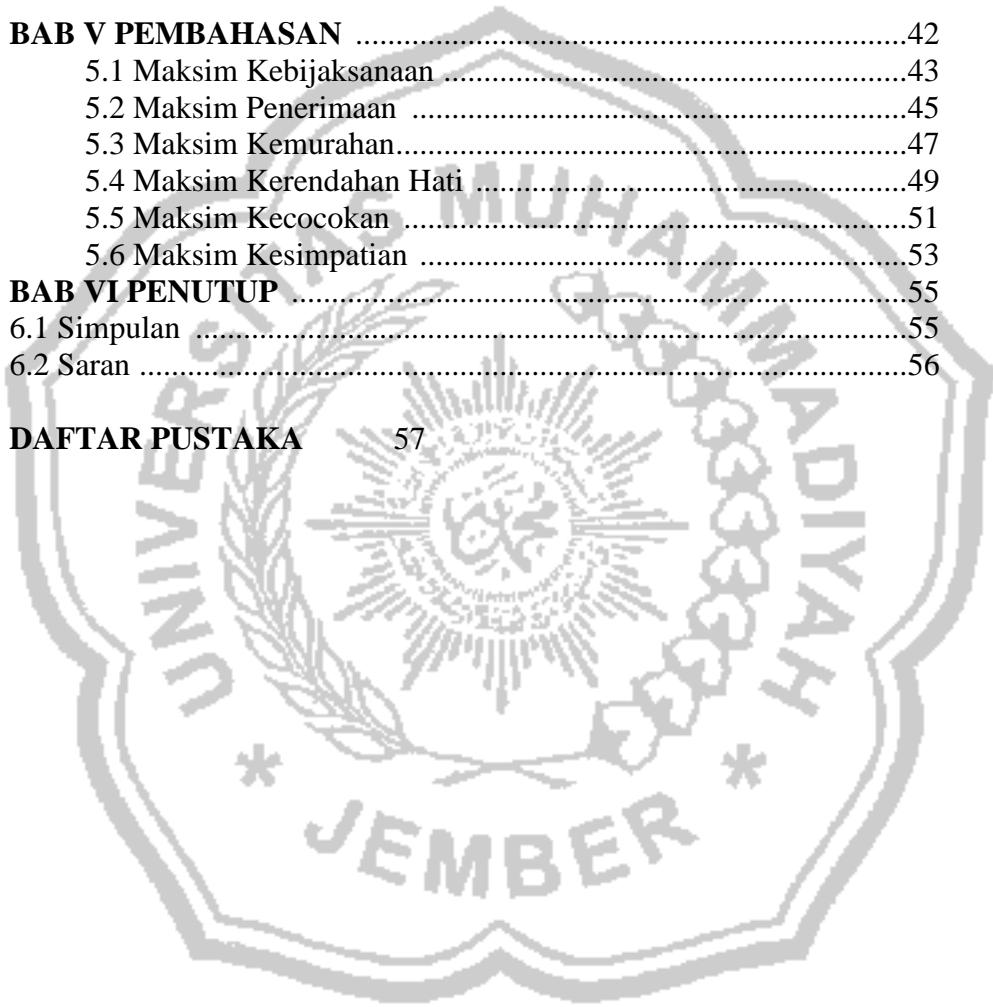 BAB V PEMBAHASAN ....................................................................................42
5.1 Maksim Kebijaksanaan ......................................................................43
5.2 Maksim Penerimaan ...........................................................................45
5.3 Maksim Kemurahan.............................................................................47
5.4 Maksim Kerendahan Hati .................................................................49
5.5 Maksim Kecocokan ............................................................................51
5.6 Maksim Kesimpatian ..........................................................................53
BAB VI PENUTUP .............................................................................................55
6.1 Simpulan ............................................................................................................55
6.2 Saran ....................................................................................................................56
DAFTAR PUSTAKA 57
UNIVERSITAS MUHAMMADIYAH
* JEMBER *